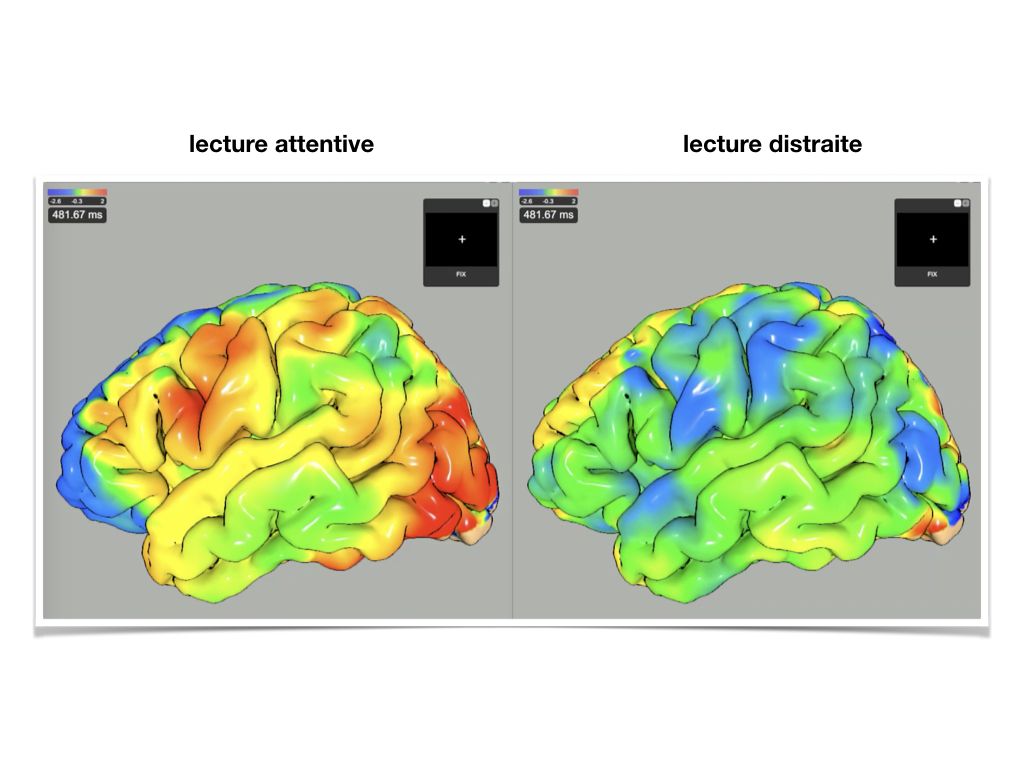 lecture attentive
lecture distraite
-2.6 -0.3 2
481.67 ms
+
FIX
-2.6 -0.3 2
481.67 ms
+
FIX